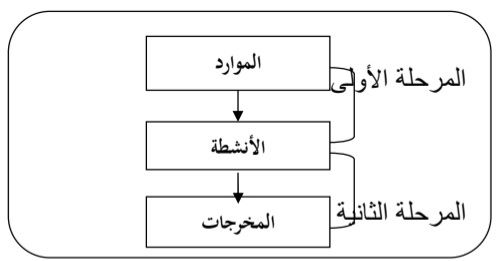 الموارد
المرحلة الأولى
الأنشطة
المرحلة الثانية
المخرجات